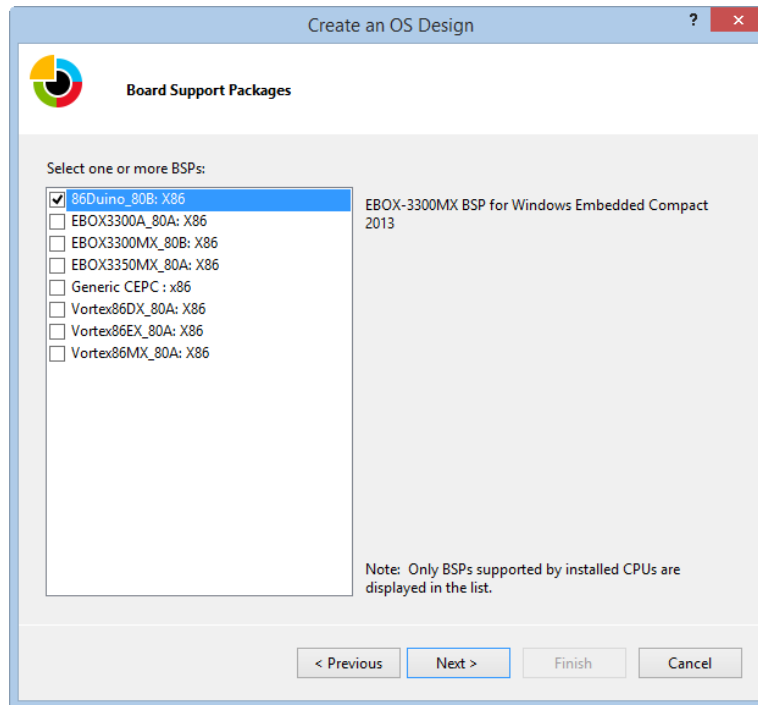 Create an OS Design
?
Board Support Packages
Select one or more BSPs:
86Duino_80B: X86
EBOX3300A_80A: X86
EBOX3300MX_80B: X86
EBOX3350MX_80A: X86
Generic CEPC : x86
Vortex86DX_80A: X86
Vortex86EX_80A: X86
Vortex86MX_80A: X86
EBOX-3300MX BSP for Windows Embedded Compact
2013
Note:  Only BSPs supported by installed CPUs are
displayed in the list.
< Previous
Next >
Finish
Cancel